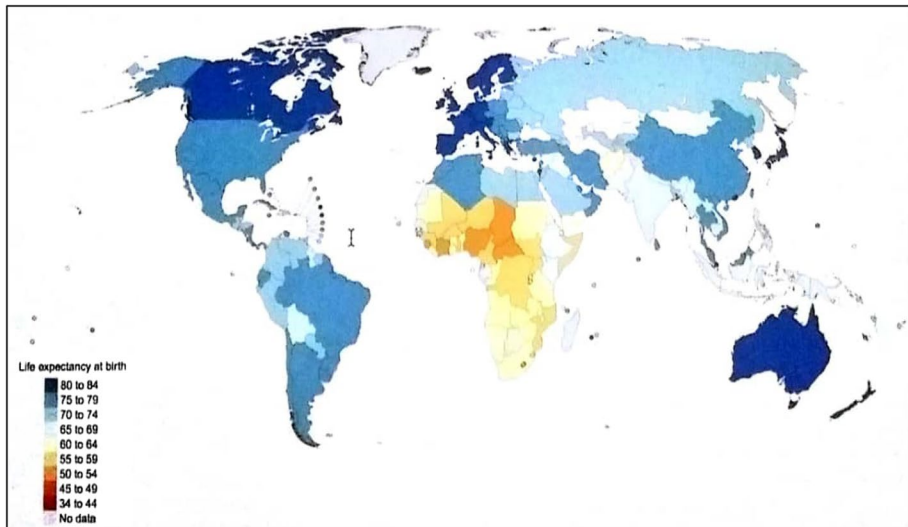 Life expectancy at birth
80 to 84
75 to 79
70 to 74
65 to 69
60 to 64
55 to 59
50 to 54
45 to 49
34 to 44
No data